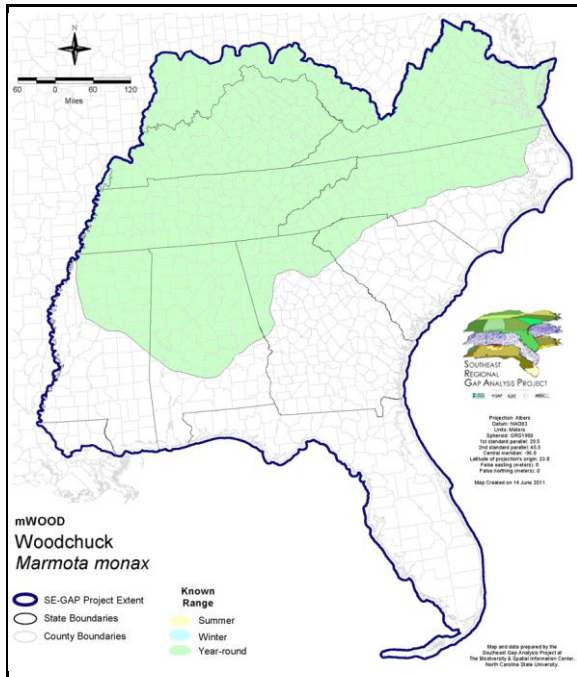 N
60 0 60 120
Miles
SOUTHEAST
REGIONAL
GAP ANALYSIS PROJECT
USGS
Projection: Albers
Datum: NAD83
Units: Meters
Spheroid: GRS1980
1st standard parallel: 29.5
2nd standard parallel: 45.5
Central meridian: -96.0
Latitude of projection's origin: 23.0
False easting (meters): 0
False northing (meters): 0
Map Created on 14 June 2011
mWOOD
Woodchuck
Marmota monax
SE-GAP Project Extent
State Boundaries
County Boundaries
Known
Range
Summer
Winter
Year-round
Map and data prepared by the
Southeast Gap Analysis Project at
The Biodiversity & Spatial Information Center,
North Carolina State University.